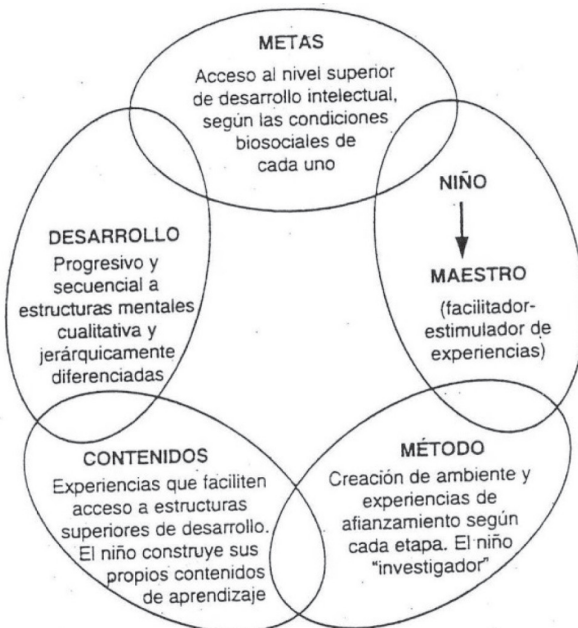 METAS
Acceso al nivel superior
de desarrollo intelectual,
según las condiciones
biosociales de
cada uno
NIÑO
MAESTRO
(facilitador-
estimulador de
experiencias)
DESARROLLO
Progresivo y
secuencial a
estructuras mentales
cualitativa y
jerárquicamente
diferenciadas
CONTENIDOS
Experiencias que faciliten
acceso a estructuras
superiores de desarrollo.
El niño construye sus
propios contenidos
de aprendizaje
MÉTODO
Creación de ambiente y
experiencias de
afianzamiento según
cada etapa. El niño
"investigador"